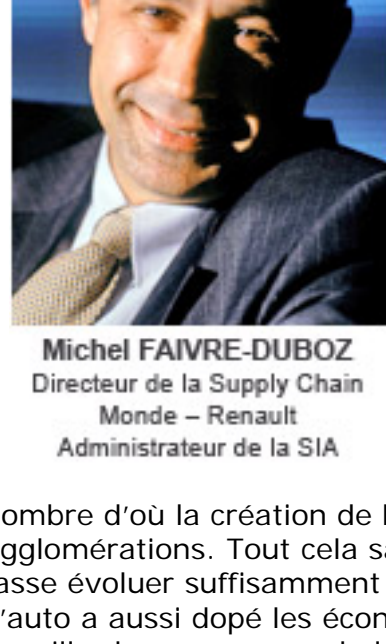 Michel FAIVRE-DUBOZ
Directeur de la Supply Chain
Monde – Renault
Administrateur de la SIA
ombre d'où la création de l
gglomérations. Tout cela sa
asse évoluer suffisamment
'auto a aussi dopé les écon